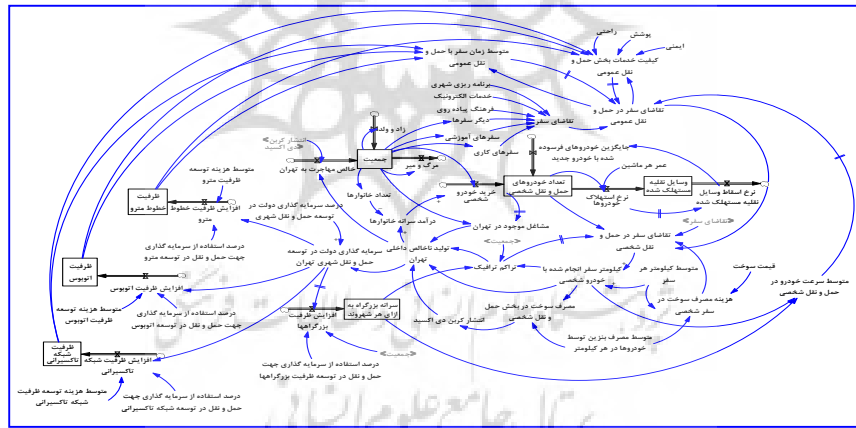 راحتی
پوشش
ایمنی
کیفیت خدمات بخش حمل و
نقل عمومی
متوسط زمان سفر با حمل و
نقل عمومی
برنامه ریزی شهری
خدمات الکترونیک
فرهنگ پیاده روی
دیگر سفرها
سفرهای آموزشی
سفرهای کاری
تقاضای سفر
تقاضای سفر در حمل و
نقل عمومی
زاد و ولد
<انتشار کربن
دی اکسید>
جمعیت
خالص مهاجرت به تهران
مرگ و میر
جایگزین خودروهای فرسوده
شده با خودرو جدید
خرید خودرو
شخصی
تعداد خودروهای
حمل و نقل شخصی
عمر هر ماشین
نرخ استهلاک
خودروها
وسایل نقلیه
مستهلک شده
نرخ اسقاط وسایل
نقلیه مستهلک شده
متوسط هزینه توسعه
ظرفیت مترو
ظرفیت
خطوط مترو
افزایش ظرفیت خطوط
مترو
درصد سرمایه گذاری دولت در
توسعه حمل و نقل شهری
تعداد خانوارها
درآمد سرانه خانوارها
مشاغل موجود در تهران
<تقاضای سفر>
تقاضای سفر در حمل و
نقل شخصی
<جمعیت>
درصد استفاده از سرمایه گذاری
جهت حمل و نقل در توسعه مترو
سرمایه گذاری دولت در توسعه
حمل و نقل شهری تهران
تولید ناخالص داخلی
تهران
تراکم ترافیک
کیلومتر سفر انجام شده با
خودرو شخصی
متوسط کیلومتر هر
سفر
قیمت سوخت
متوسط سرعت خودرو در
حمل و نقل شخصی
ظرفیت
اتوبوس
افزایش ظرفیت اتوبوس
متوسط هزینه توسعه
ظرفیت اتوبوس
درصد استفاده از سرمایه گذاری
جهت حمل و نقل در توسعه اتوبوس
افزایش ظرفیت
بزرگراهها
سرانه بزرگراه به
ازای هر شهروند
هزینه مصرف سوخت در
سفر شخصی
مصرف سوخت در بخش حمل
و نقل شخصی
انتشار کربن دی اکسید
متوسط مصرف بنزین توسط
خودروها در هر کیلومتر
<جمعیت>
ظرفیت
شبکه
تاکسیرانی
افزایش ظرفیت شبکه
تاکسیرانی
درصد استفاده از سرمایه گذاری جهت
حمل و نقل در توسعه ظرفیت بزرگراهها
متوسط هزینه توسعه ظرفیت
شبکه تاکسیرانی
درصد استفاده از سرمایه گذاری جهت
حمل و نقل در توسعه شبکه تاکسیرانی
پرتال جامع علوم انسانی